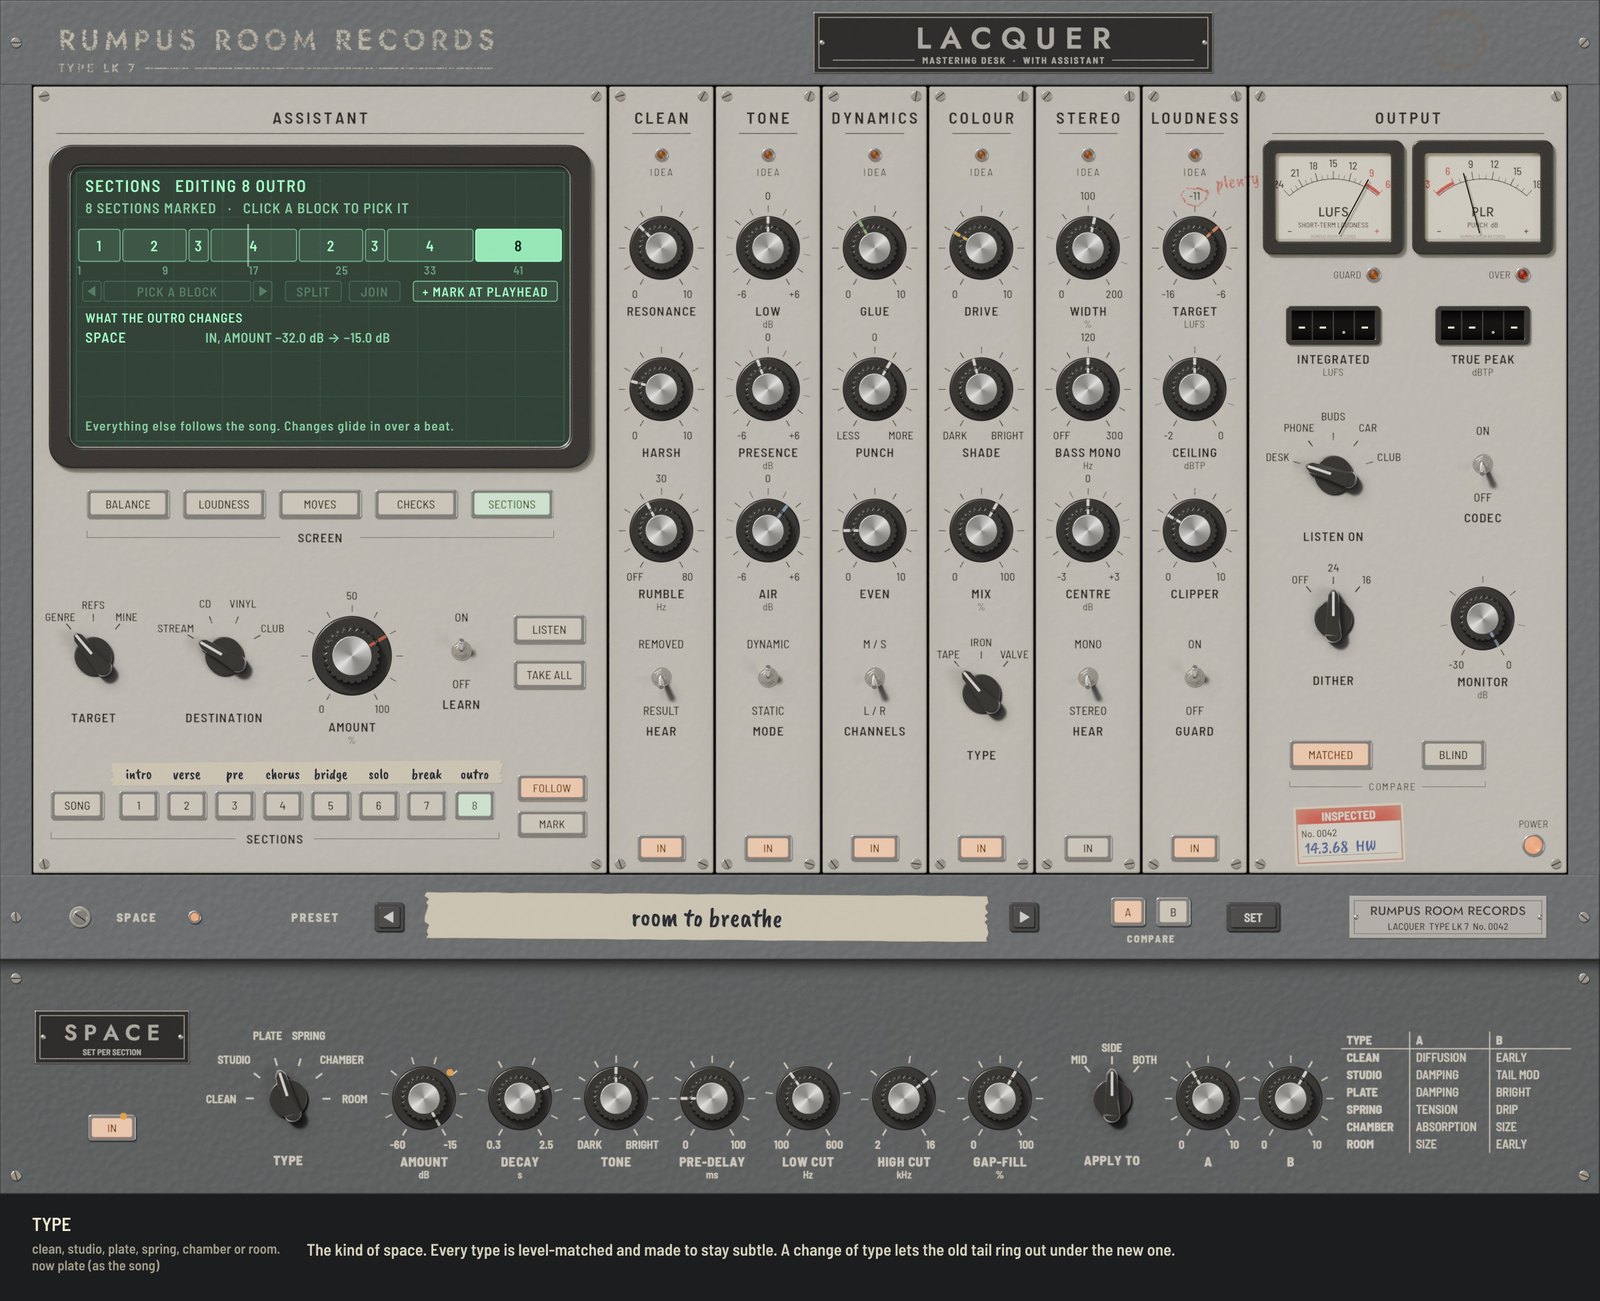 RUMPUS ROOM RECORDS
TYPE LK 7
LACQUER
MASTERING DESK · WITH ASSISTANT
ASSISTANT
SECTIONS EDITING 8 OUTRO
8 SECTIONS MARKED · CLICK A BLOCK TO PICK IT
1 2 3 4 2 3 4 8
1 9 17 25 33 41
PICK A BLOCK SPLIT JOIN + MARK AT PLAYHEAD
WHAT THE OUTRO CHANGES
SPACE IN, AMOUNT −32.0 dB → −15.0 dB
Everything else follows the song. Changes glide in over a beat.
BALANCE LOUDNESS MOVES CHECKS SECTIONS
SCREEN
GENRE REFS MINE
TARGET
STREAM CD VINYL CLUB
DESTINATION
50
0 100
AMOUNT
%
ON
OFF
LEARN
LISTEN
TAKE ALL
intro verse pre chorus bridge solo break outro
SONG 1 2 3 4 5 6 7 8
SECTIONS
FOLLOW
MARK
CLEAN
IDEA
0 10
RESONANCE
0 10
HARSH
30
OFF 80
RUMBLE
Hz
REMOVED
RESULT
HEAR
IN
TONE
IDEA
0
-6 +6
LOW
dB
0
-6 +6
PRESENCE
dB
0
-6 +6
AIR
dB
DYNAMIC
STATIC
MODE
IN
DYNAMICS
IDEA
0 10
GLUE
0
LESS MORE
PUNCH
0 10
EVEN
M / S
L / R
CHANNELS
IN
COLOUR
IDEA
0 10
DRIVE
DARK BRIGHT
SHADE
0 100
MIX
%
TAPE IRON VALVE
TYPE
IN
STEREO
IDEA
100
0 200
WIDTH
%
120
OFF 300
BASS MONO
Hz
0
-3 +3
CENTRE
dB
MONO
STEREO
HEAR
IN
LOUDNESS
IDEA
-11 plenty
-16 -6
TARGET
LUFS
-2 0
CEILING
dBTP
0 10
CLIPPER
ON
OFF
GUARD
IN
OUTPUT
24 21 18 15 12 9 6
LUFS
SHORT-TERM LOUDNESS
RUMPUS ROOM RECORDS
- +
3 6 9 12 15 18
PLR
PUNCH dB
RUMPUS ROOM RECORDS
- +
GUARD
OVER
- - . -
INTEGRATED
LUFS
- - . -
TRUE PEAK
dBTP
DESK PHONE BUDS CAR CLUB
LISTEN ON
ON
OFF
CODEC
OFF 24 16
DITHER
-30 0
MONITOR
dB
MATCHED BLIND
COMPARE
INSPECTED
No. 0042
14.3.68 HW
POWER
SPACE
PRESET
room to breathe
A B
COMPARE
SET
RUMPUS ROOM RECORDS
LACQUER TYPE LK 7 No. 0042
SPACE
SET PER SECTION
IN
CLEAN STUDIO PLATE SPRING CHAMBER ROOM
TYPE
-60 -15
AMOUNT
dB
0.3 2.5
DECAY
s
DARK BRIGHT
TONE
0 100
PRE-DELAY
ms
100 600
LOW CUT
Hz
2 16
HIGH CUT
kHz
0 100
GAP-FILL
%
MID SIDE BOTH
APPLY TO
0 10
A
0 10
B
TYPE A B
CLEAN DIFFUSION EARLY
STUDIO DAMPING TAIL MOD
PLATE DAMPING BRIGHT
SPRING TENSION DRIP
CHAMBER ABSORPTION SIZE
ROOM SIZE EARLY
TYPE
clean, studio, plate, spring, chamber or room.
now plate (as the song)
The kind of space. Every type is level-matched and made to stay subtle. A change of type lets the old tail ring out under the new one.